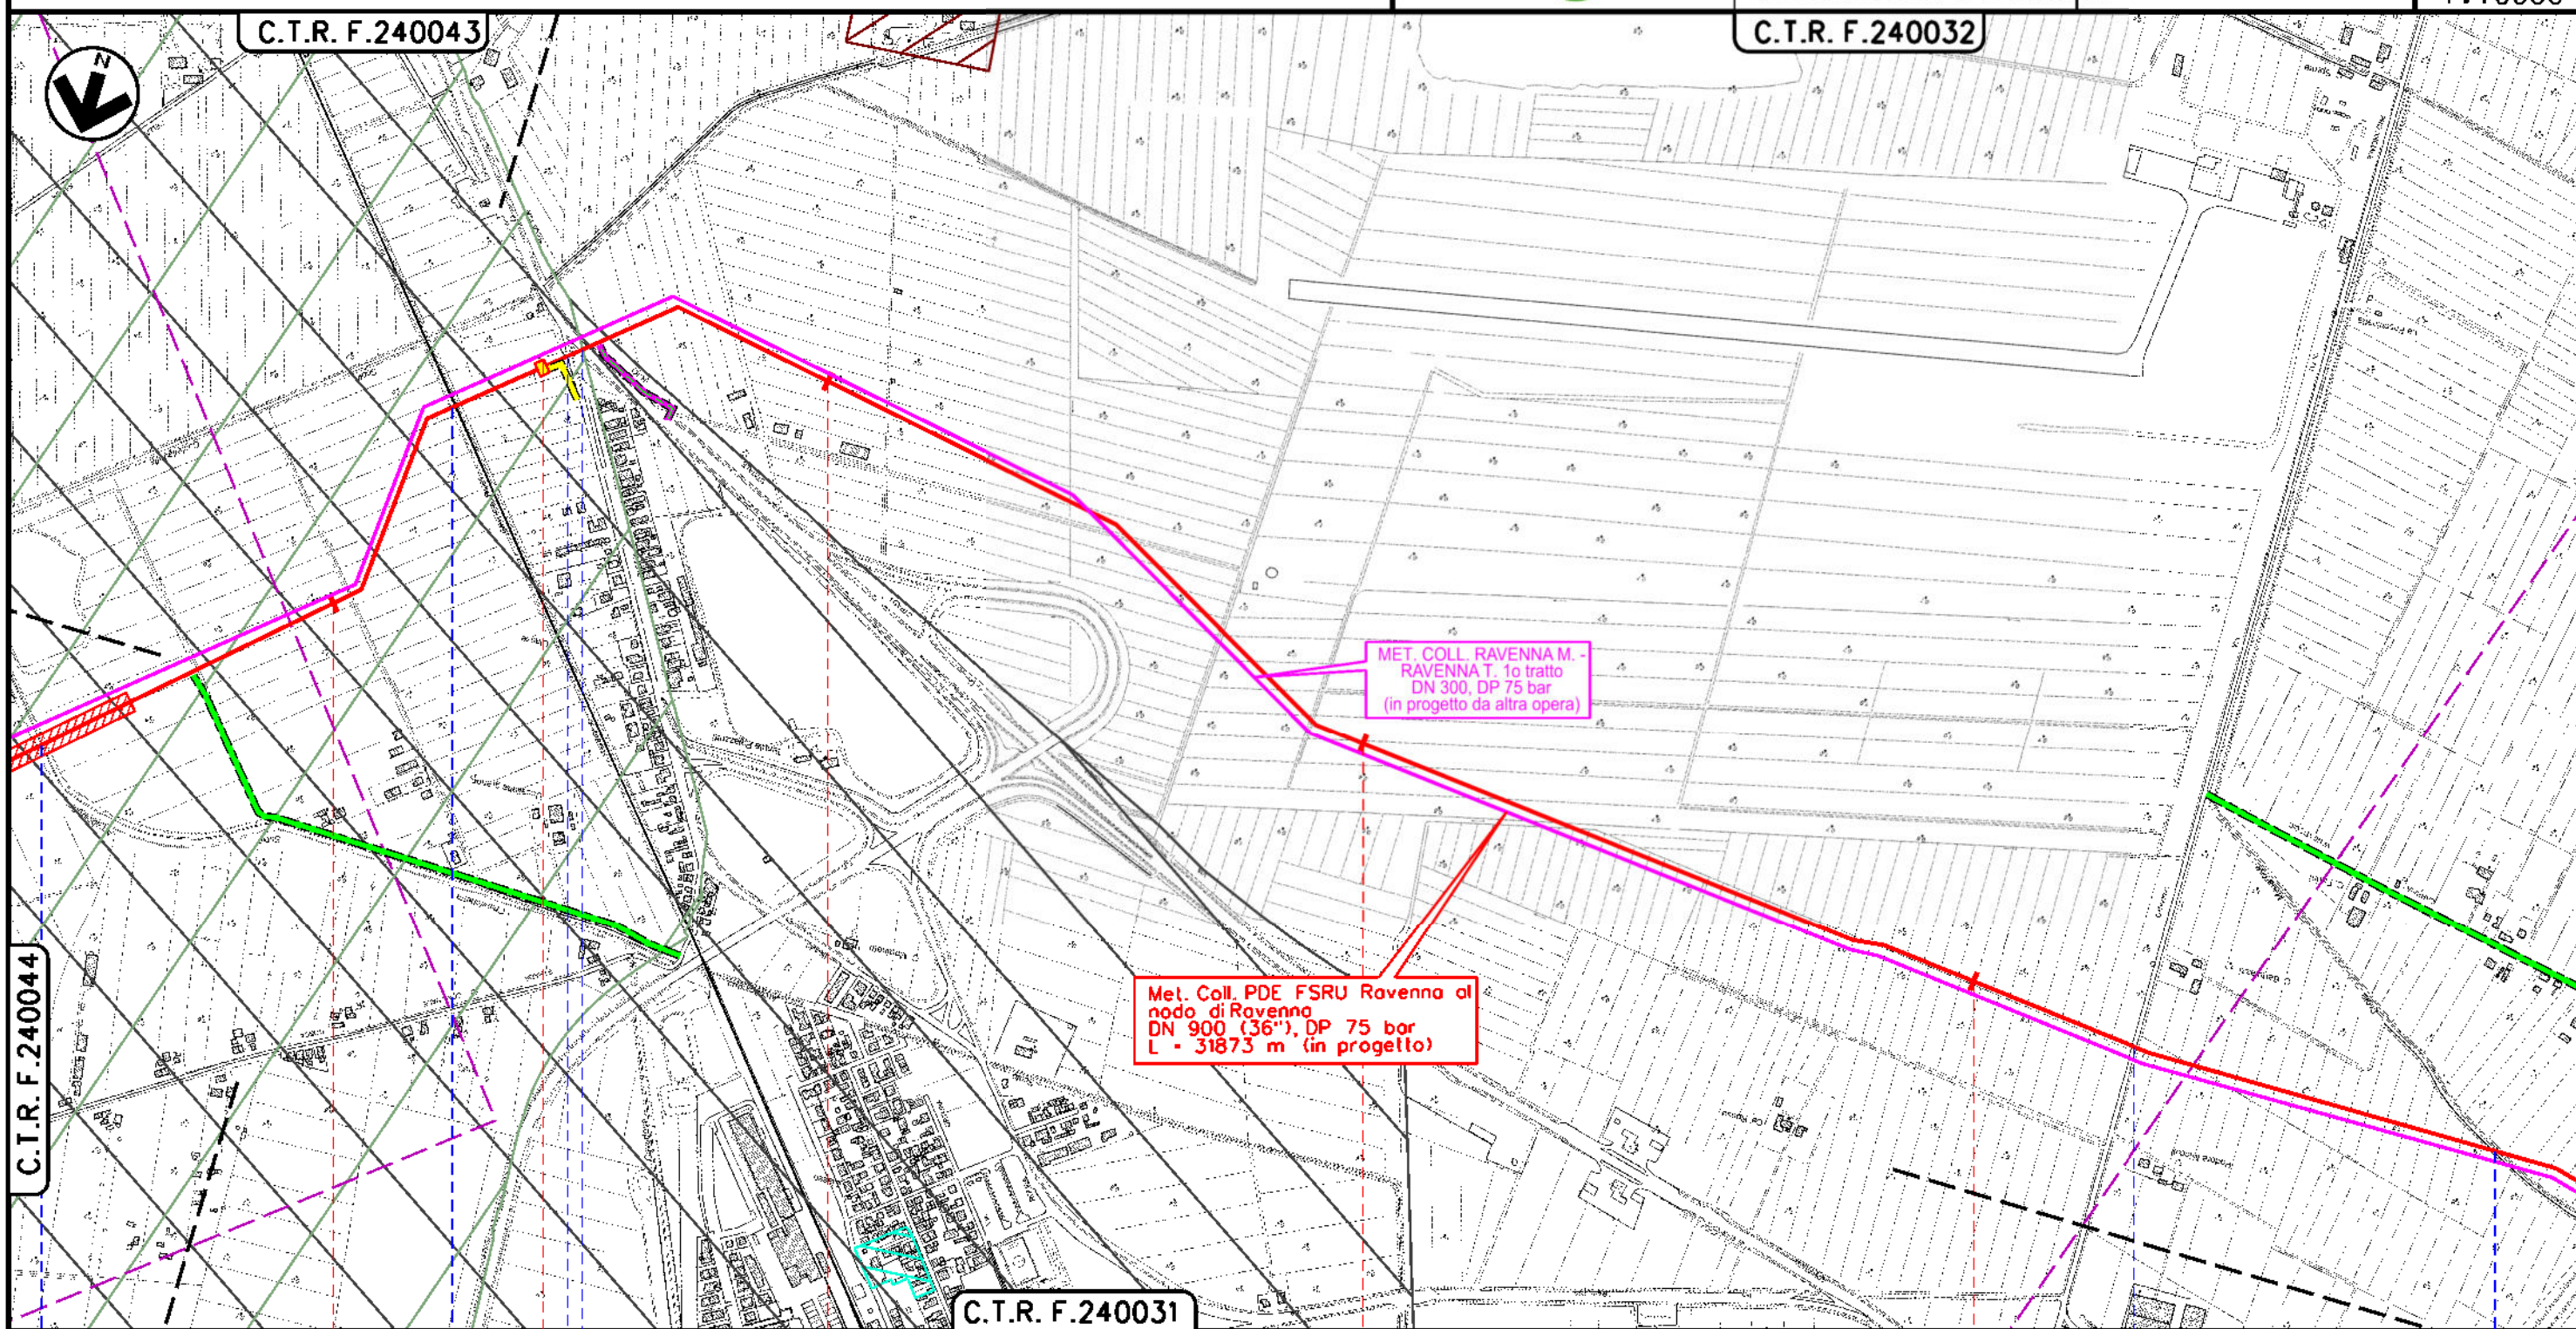 C.T.R. F.240043
C.T.R. F.240032
N
MET. COLL. RAVENNA M. -
RAVENNA T. 1o tratto
DN 300, DP 75 bar
(in progetto da altra opera)
Met. Coll. PDE FSRU Ravenna al
nodo di Ravenna
DN 900 (36"), DP 75 bar
L = 31873 m (in progetto)
C.T.R. F.240044
C.T.R. F.240031